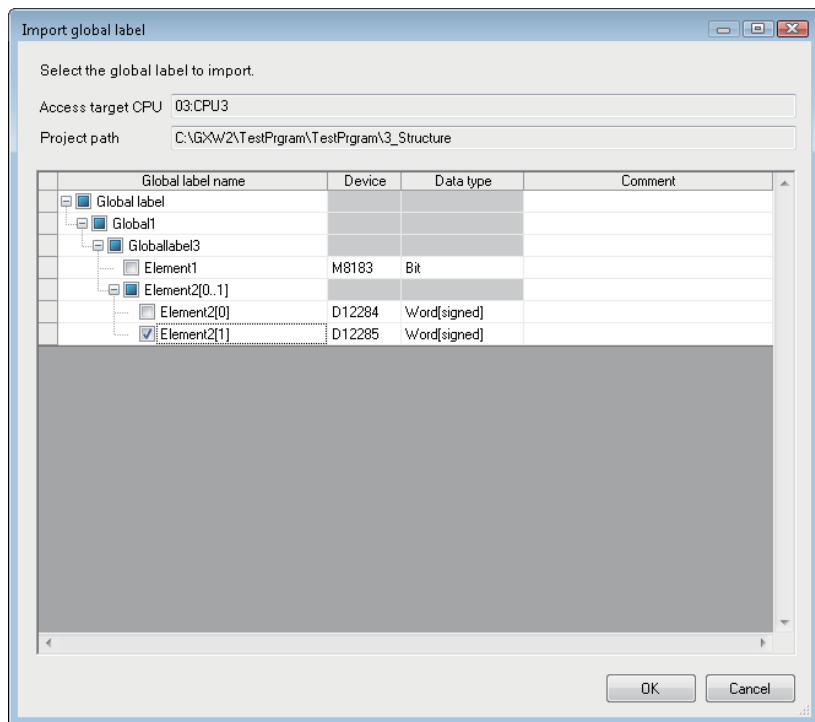 Import global label
Select the global label to import.
Access target CPU 03:CPU3
Project path C:\GXW2\TestPrgram\TestPrgram\3_Structure
Global label name Device Data type Comment
Global label
Global1
Globallabel3
Element1 M8183 Bit
Element2[0..1]
Element2[0] D12284 Word[signed]
Element2[1] D12285 Word[signed]
OK Cancel